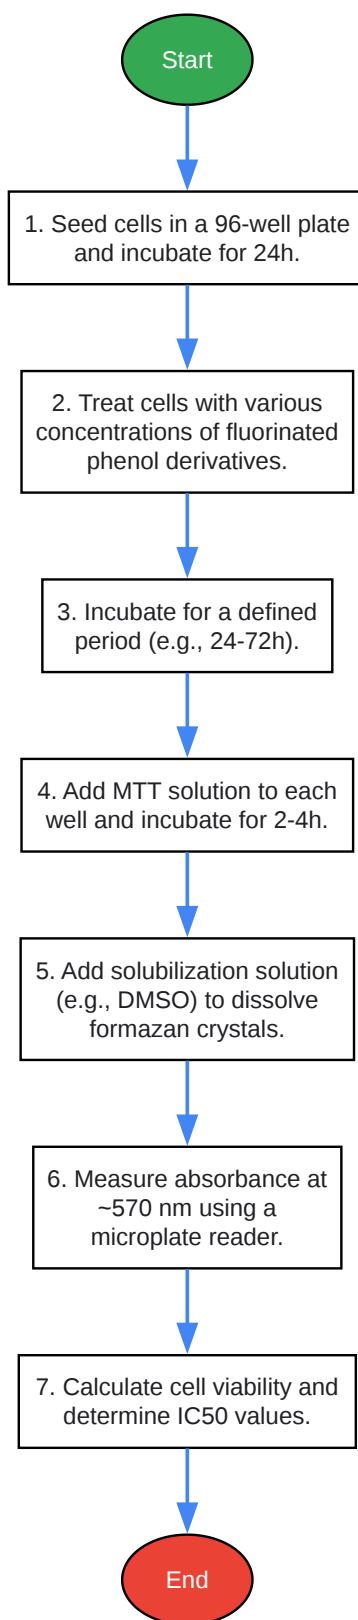 Start
1. Seed cells in a 96-well plate
and incubate for 24h.
2. Treat cells with various
concentrations of fluorinated
phenol derivatives.
3. Incubate for a defined
period (e.g., 24-72h).
4. Add MTT solution to each
well and incubate for 2-4h.
5. Add solubilization solution
(e.g., DMSO) to dissolve
formazan crystals.
6. Measure absorbance at
~570 nm using a
microplate reader.
7. Calculate cell viability and
determine IC50 values.
End